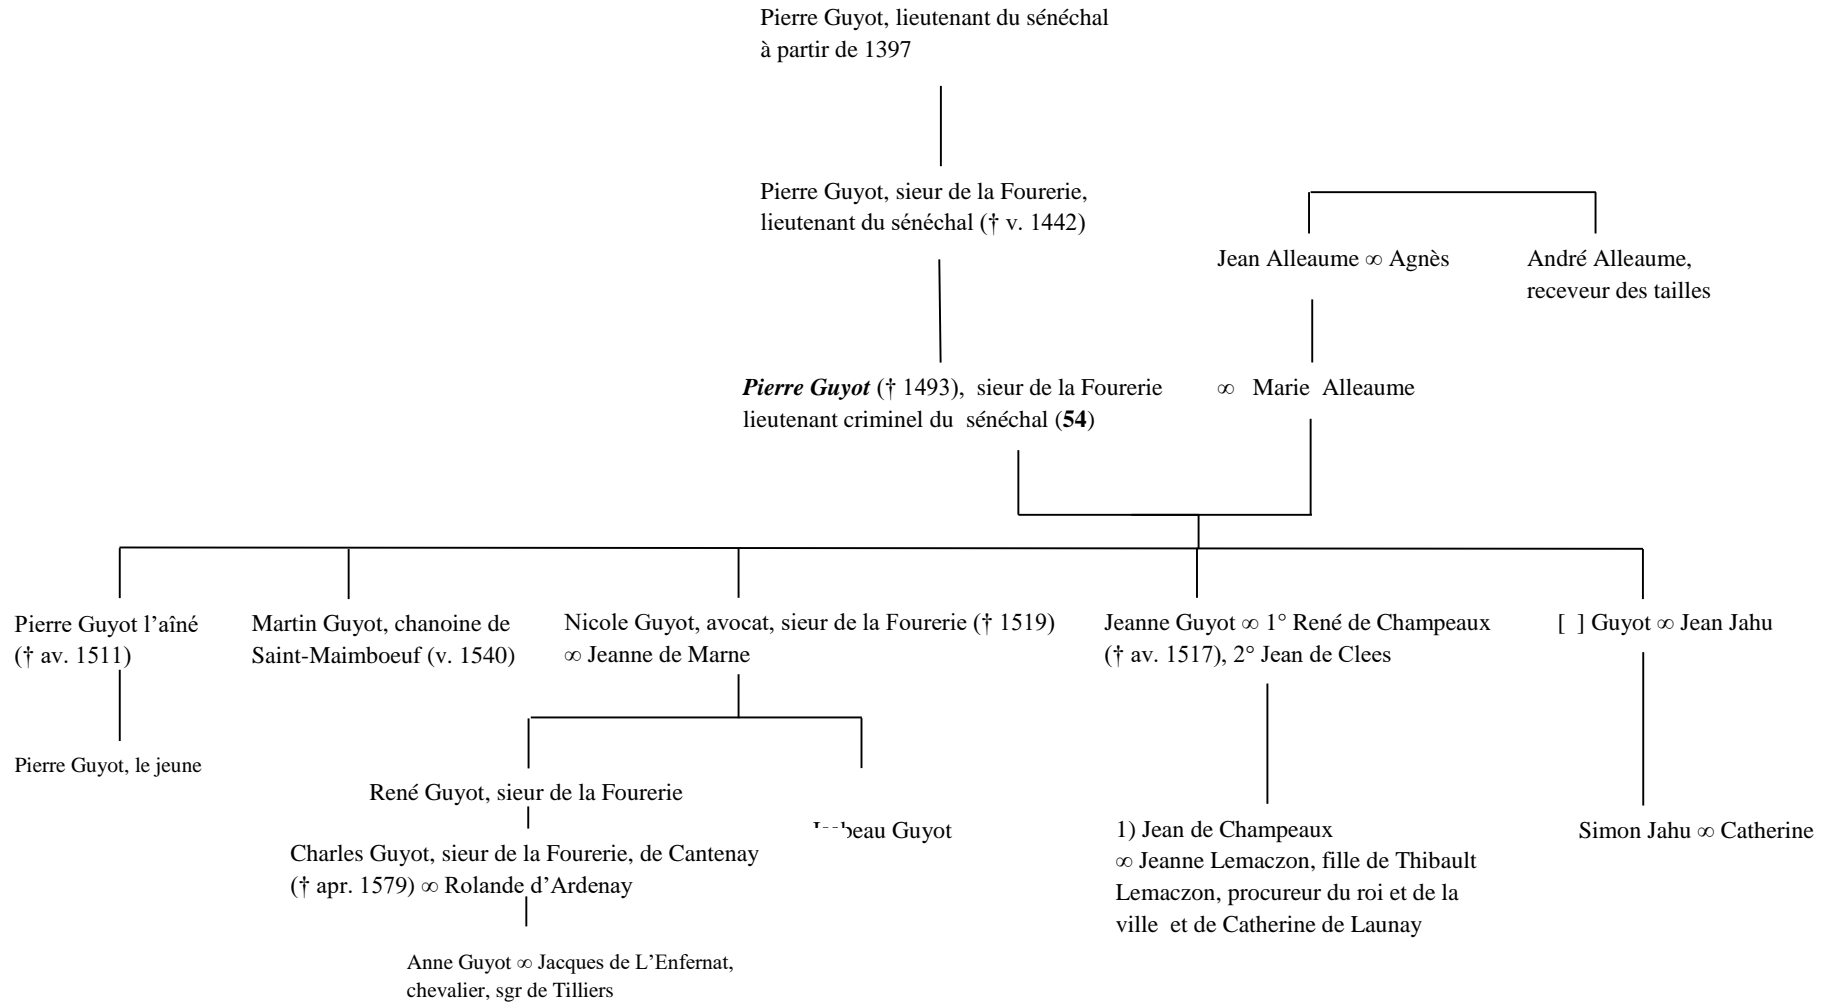 Pierre Guyot, lieutenant du sénéchal
à partir de 1397
Pierre Guyot, sieur de la Fourerie,
lieutenant du sénéchal († v. 1442)
Jean Alleaume ∞ Agnès
André Alleaume,
receveur des tailles
Pierre Guyot († 1493), sieur de la Fourerie
lieutenant criminel du sénéchal (54)
∞ Marie Alleaume
Pierre Guyot l’aîné
(† av. 1511)
Martin Guyot, chanoine de
Saint-Maimboeuf (v. 1540)
Nicole Guyot, avocat, sieur de la Fourerie († 1519)
∞ Jeanne de Marne
Jeanne Guyot ∞ 1° René de Champeaux
(† av. 1517), 2° Jean de Clees
[ ] Guyot ∞ Jean Jahu
Pierre Guyot, le jeune
René Guyot, sieur de la Fourerie
Guyot
Charles Guyot, sieur de la Fourerie, de Cantenay
(† apr. 1579) ∞ Rolande d’Ardenay
1) Jean de Champeaux
∞ Jeanne Lemaczon, fille de Thibault
Lemaczon, procureur du roi et de la
ville et de Catherine de Launay
Simon Jahu ∞ Catherine
Anne Guyot ∞ Jacques de L’Enfernat,
chevalier, sgr de Tilliers